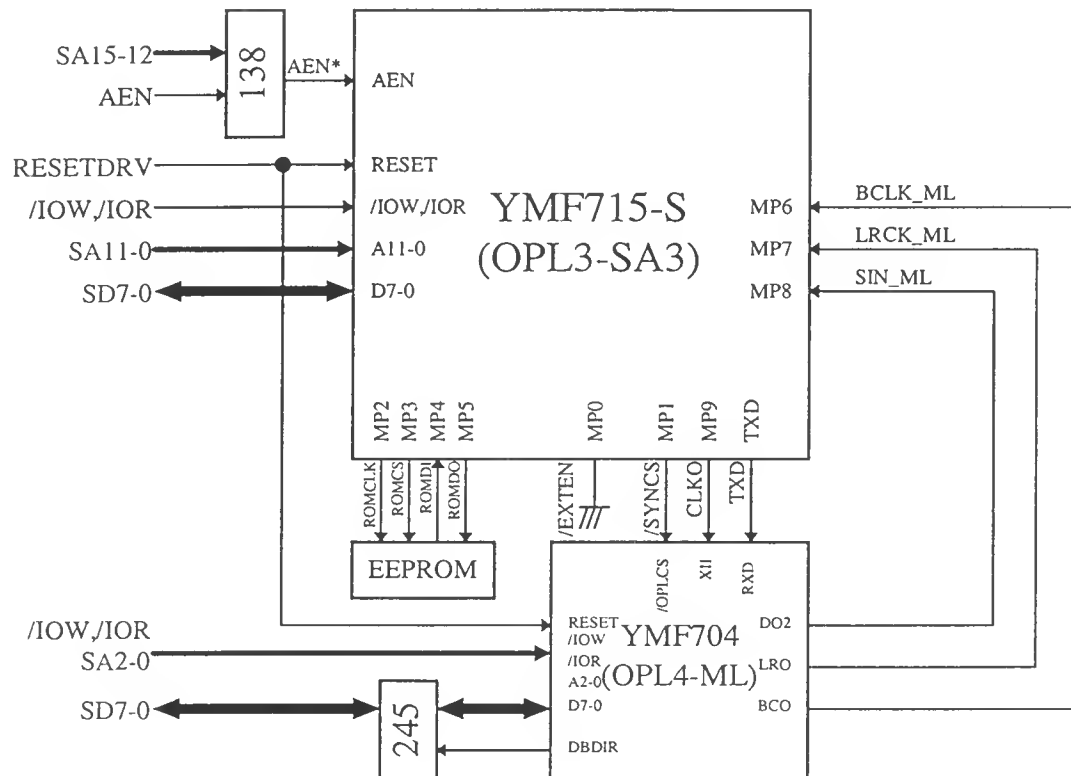 SA15-12
AEN
138
AEN*
AEN
RESETDRV
RESET
/IOW,/IOR
/IOW,/IOR
SA11-0
A11-0
SD7-0
D7-0
YMF715-S
(OPL3-SA3)
MP6
BCLK_ML
MP7
LRCK_ML
MP8
SIN_ML
MP2
MP3
MP4
MP5
MP0
MP1
MP9
TXD
ROMCLK
ROMCS
ROMDI
ROMDO
/EXTEN
/SYNCS
CLKO
TXD
EEPROM
/OPLCS
XI1
RXD
/IOW,/IOR
SA2-0
SD7-0
245
RESET
/IOW
/IOR
A2-0
D7-0
DBDIR
YMF704
(OPL4-ML)
DO2
LRO
BCO